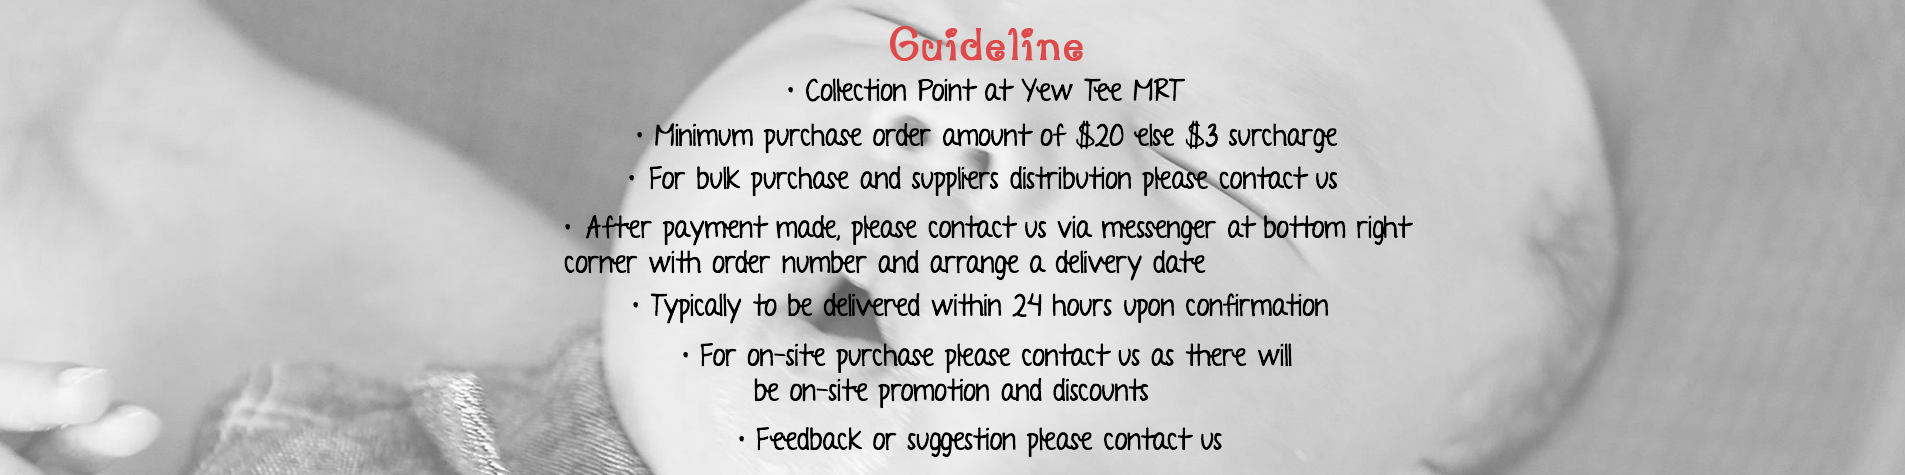 Guideline
• Collection Point at Yew Tee MRT
• Minimum purchase order amount of $20 else $3 surcharge
• For bulk purchase and suppliers distribution please contact us
• After payment made, please contact us via messenger at bottom right
corner with order number and arrange a delivery date
• Typically to be delivered within 24 hours upon confirmation
• For on-site purchase please contact us as there will
be on-site promotion and discounts
• Feedback or suggestion please contact us